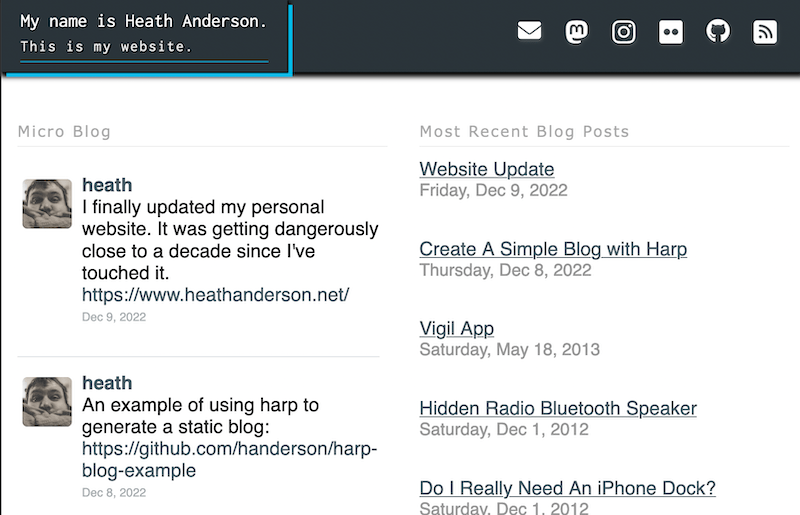 My name is Heath Anderson.
This is my website.
Micro Blog
heath
I finally updated my personal
website. It was getting dangerously
close to a decade since I've
touched it.
https://www.heathanderson.net/
Dec 9, 2022
heath
An example of using harp to
generate a static blog:
https://github.com/handerson/harp-
blog-example
Dec 8, 2022
Most Recent Blog Posts
Website Update
Friday, Dec 9, 2022
Create A Simple Blog with Harp
Thursday, Dec 8, 2022
Vigil App
Saturday, May 18, 2013
Hidden Radio Bluetooth Speaker
Saturday, Dec 1, 2012
Do I Really Need An iPhone Dock?
Saturday, Dec 1, 2012